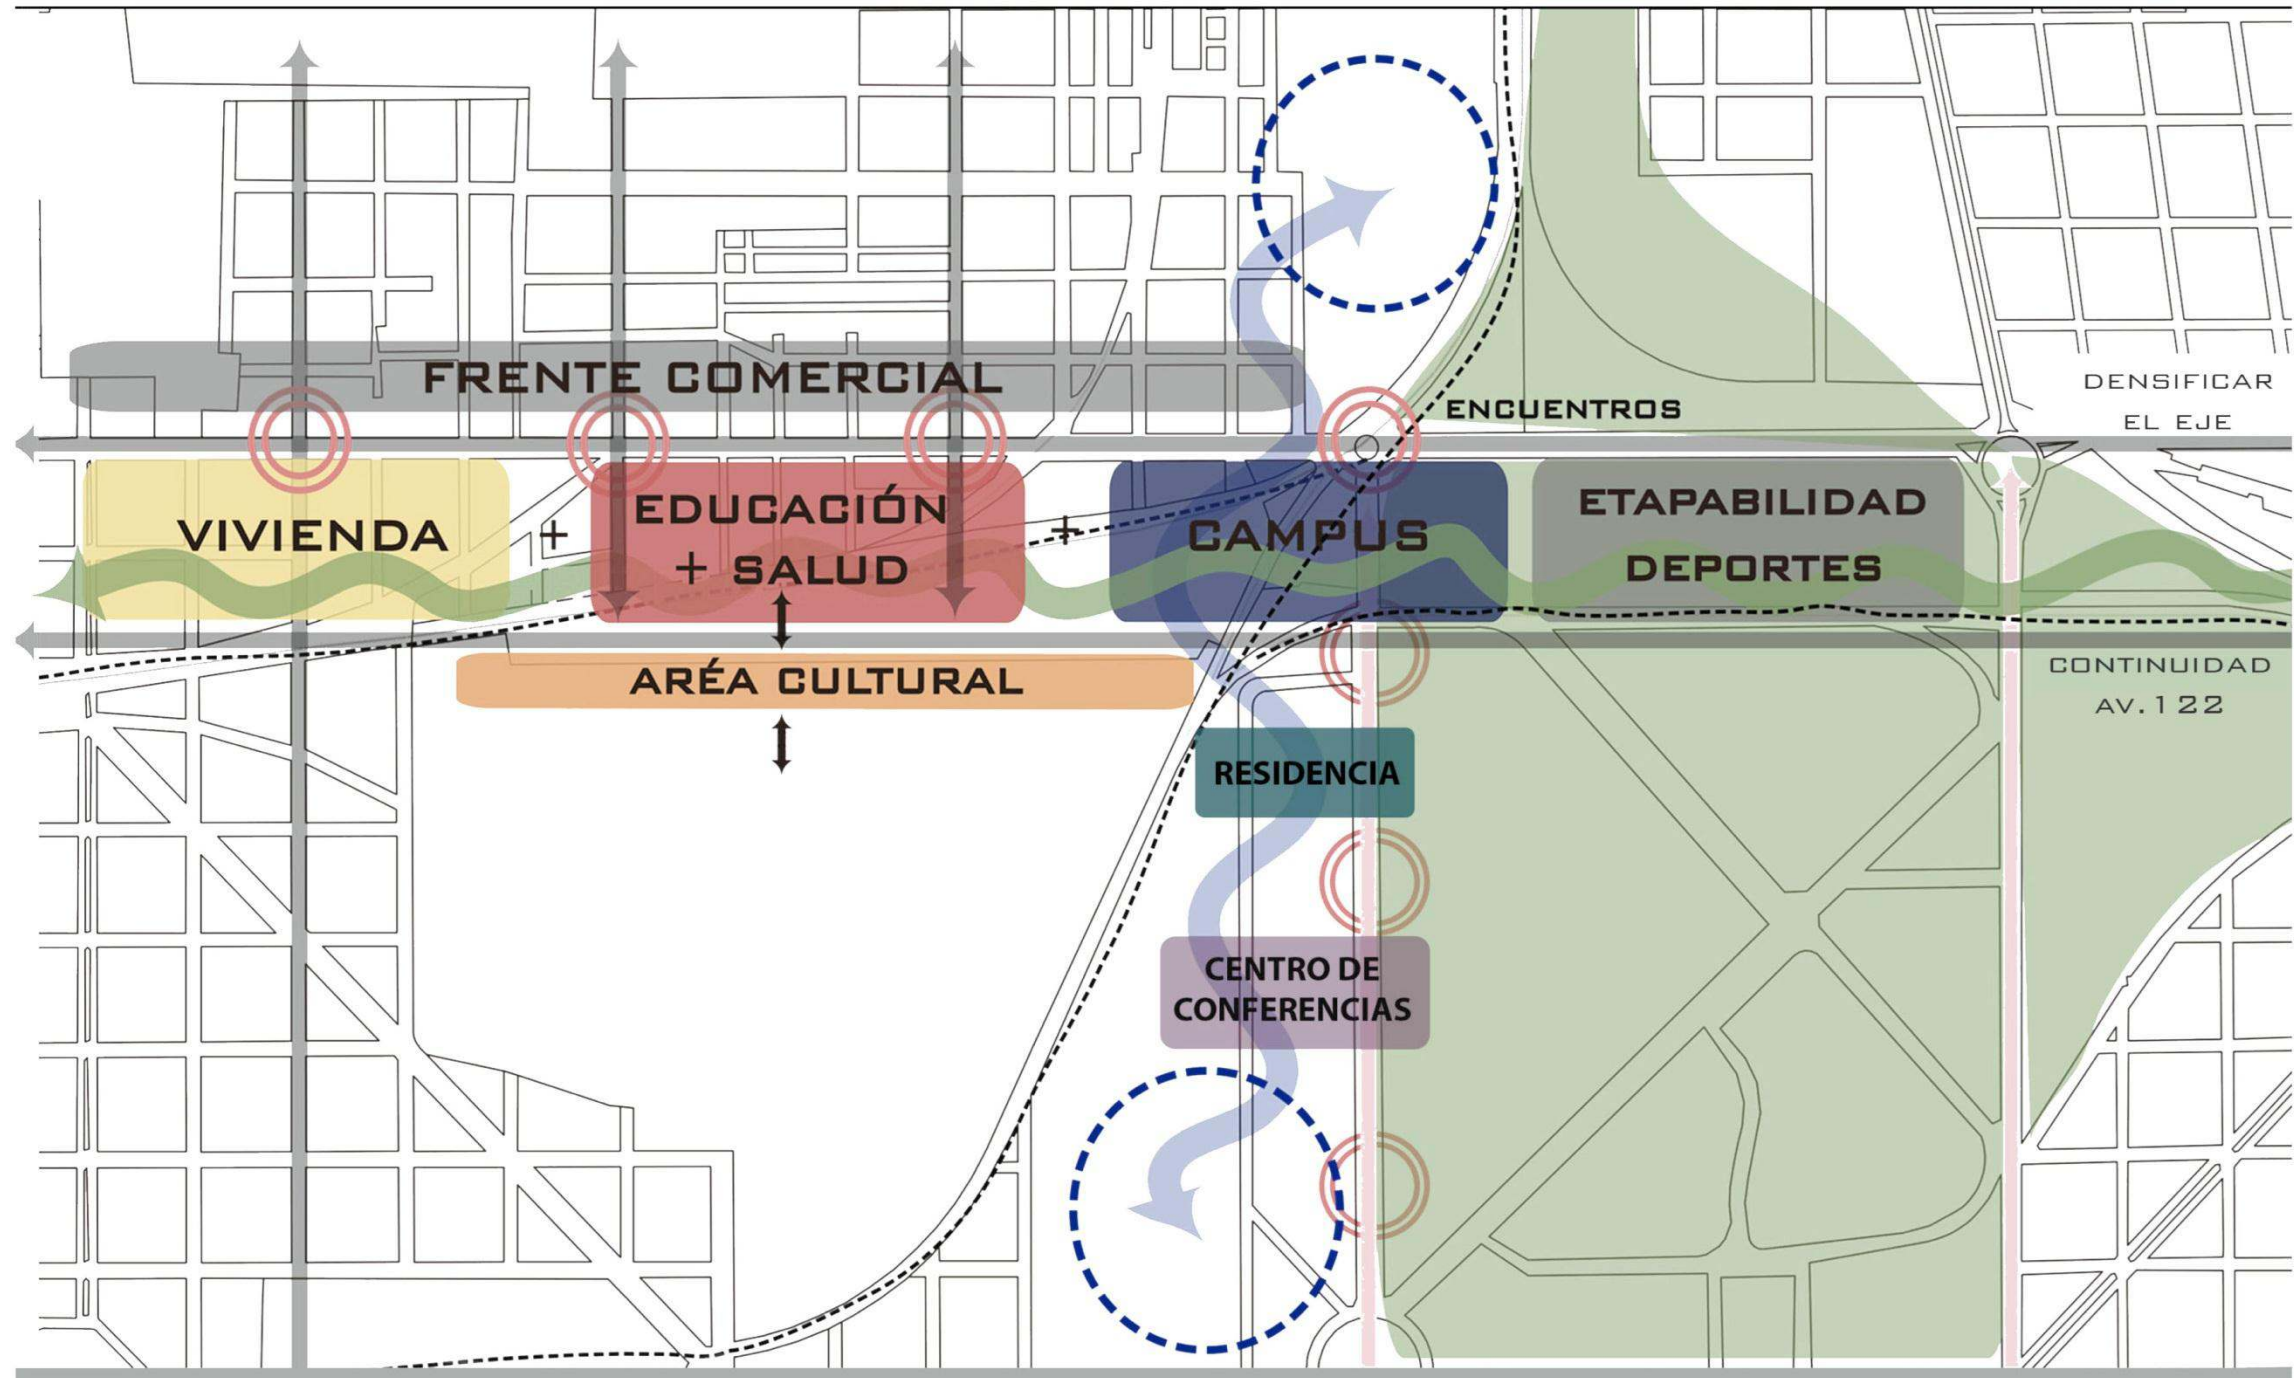 FRENTE COMERCIAL
DENSIFICAR
EL EJE
ENCUENTROS
VIVIENDA
+
EDUCACIÓN
+ SALUD
+
CAMPUS
ETAPABILIDAD
DEPORTES
ARÉA CULTURAL
CONTINUIDAD
AV.122
RESIDENCIA
CENTRO DE
CONFERENCIAS